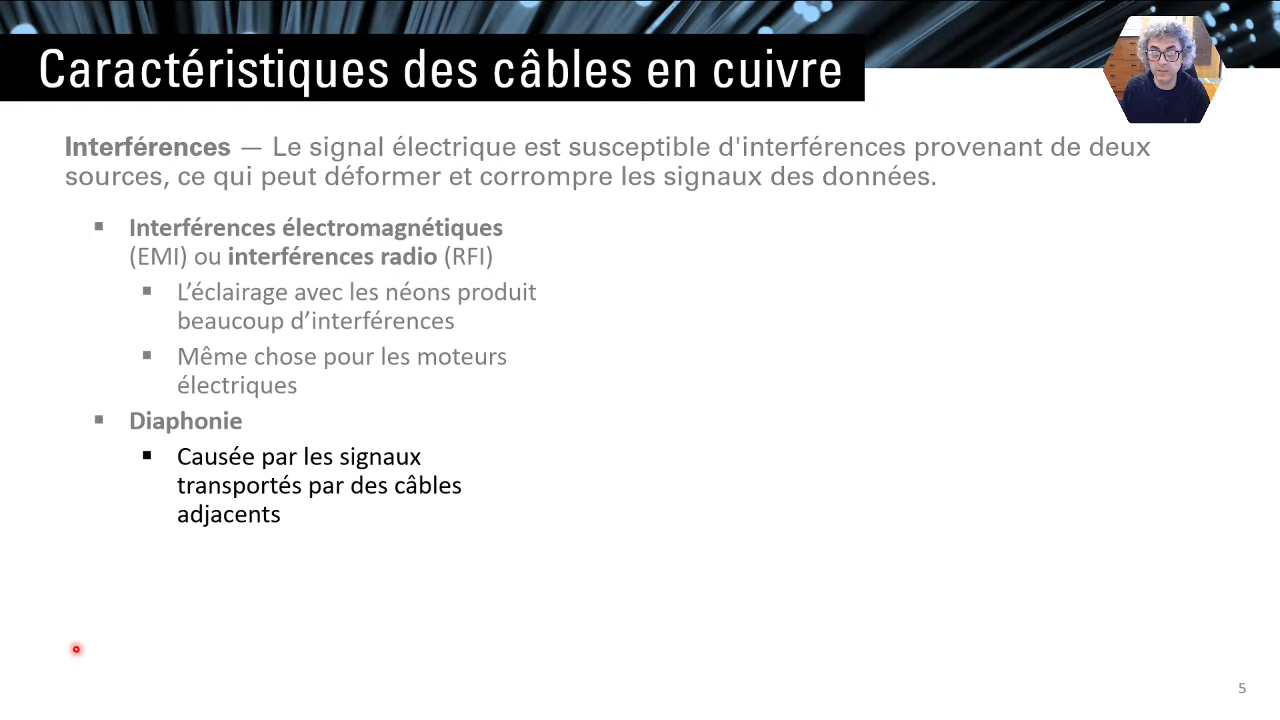 Caractéristiques des câbles en cuivre
Interférences — Le signal électrique est susceptible d'interférences provenant de deux
sources, ce qui peut déformer et corrompre les signaux des données.
▪ Interférences électromagnétiques
(EMI) ou interférences radio (RFI)
▪ L’éclairage avec les néons produit
beaucoup d’interférences
▪ Même chose pour les moteurs
électriques
▪ Diaphonie
▪ Causée par les signaux
transportés par des câbles
adjacents
5